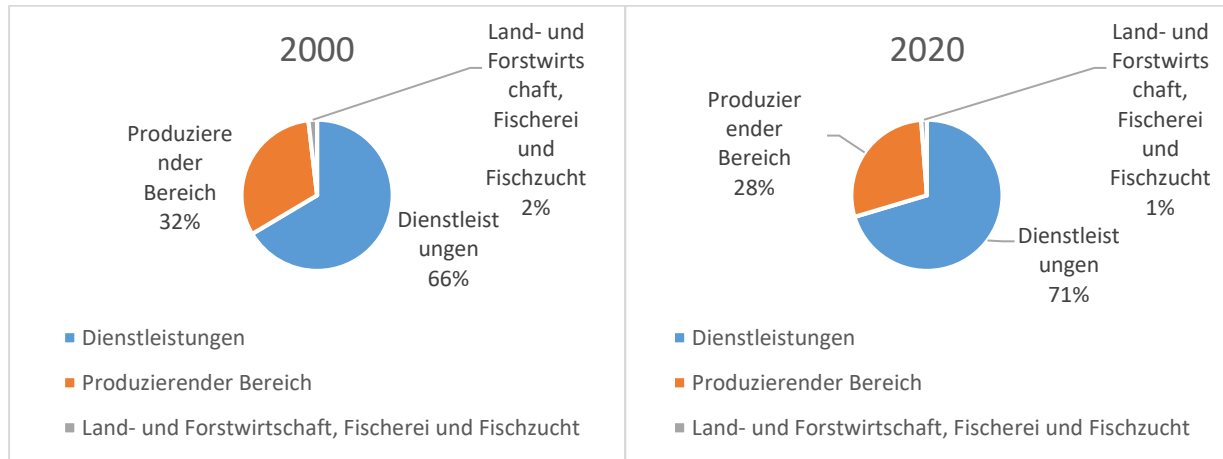 2000
Land- und
Forstwirts
chaft,
Fischerei
und
Fischzucht
2%
Produziere
nder
Bereich
32%
Dienstleist
ungen
66%
Dienstleistungen
Produzierender Bereich
Land- und Forstwirtschaft, Fischerei und Fischzucht
2020
Land- und
Forstwirts
chaft,
Fischerei
und
Fischzucht
1%
Produzier
ender
Bereich
28%
Dienstleist
ungen
71%
Dienstleistungen
Produzierender Bereich
Land- und Forstwirtschaft, Fischerei und Fischzucht